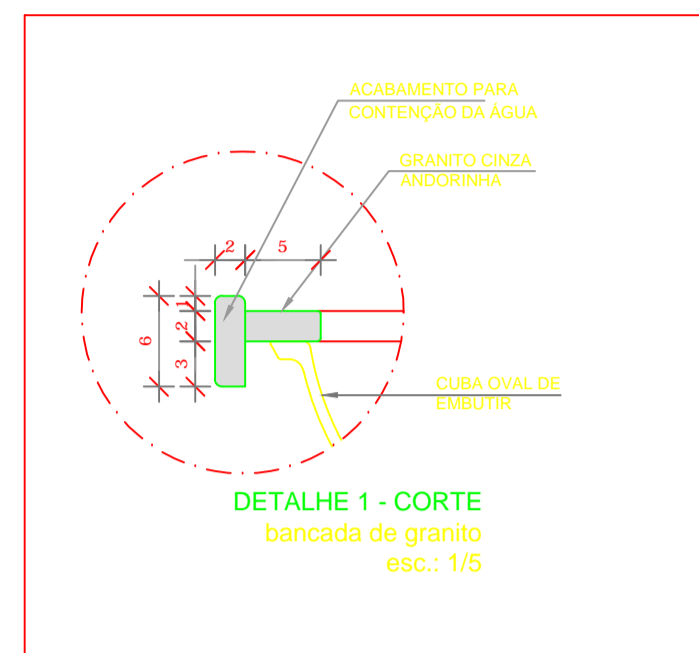 ACABAMENTO PARA
CONTENÇÃO DA ÁGUA
GRANITO CINZA
ANDORINHA
2
5
1
2
3
6
CUBA OVAL DE
EMBUTIR
DETALHE 1 - CORTE
bancada de granito
esc.: 1/5